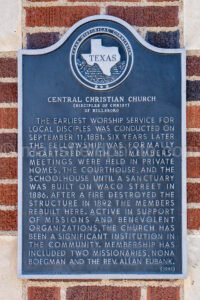 TEXAS
CENTRAL CHRISTIAN CHURCH
(DISCIPLES OF CHRIST)
OF HILLSBORO
THE EARLIEST WORSHIP SERVICE FOR
LOCAL DISCIPLES WAS CONDUCTED ON
SEPTEMBER 11, 1881. SIX YEARS LATER
THE FELLOWSHIP WAS FORMALLY
CHARTERED WITH 38 MEMBERS.
MEETINGS WERE HELD IN PRIVATE
HOMES, THE COURTHOUSE, AND THE
SCHOOLHOUSE UNTIL A SANCTUARY
WAS BUILT ON WACO STREET IN
1886. AFTER A FIRE DESTROYED THE
STRUCTURE IN 1892 THE MEMBERS
REBUILT HERE. ACTIVE IN SUPPORT
OF MISSIONS AND BENEVOLENT
ORGANIZATIONS, THE CHURCH HAS
BEEN A SIGNIFICANT INSTITUTION IN
THE COMMUNITY. MEMBERSHIP HAS
INCLUDED TWO MISSIONARIES, NONA
BOEGMAN AND THE REV. ALLAN EUBANK.
(1981)